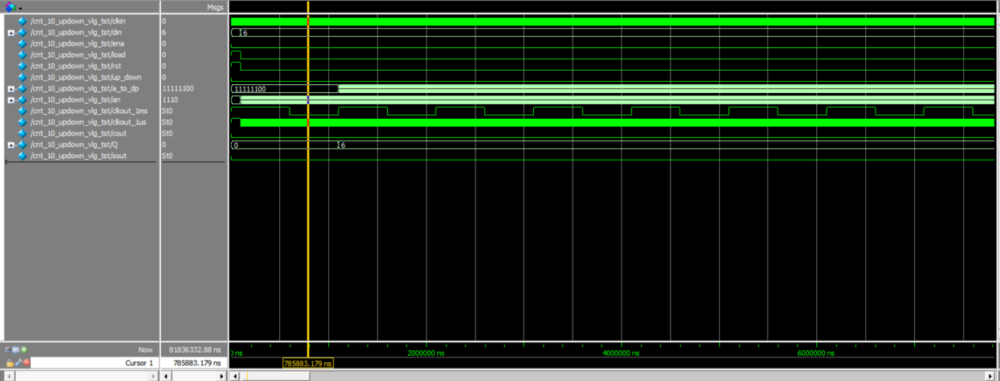 Msgs
/cnt_10_updown_vlg_tst/clkin 0
/cnt_10_updown_vlg_tst/din 6 6
/cnt_10_updown_vlg_tst/ena 0
/cnt_10_updown_vlg_tst/load 0
/cnt_10_updown_vlg_tst/rst 0
/cnt_10_updown_vlg_tst/up_down 0
/cnt_10_updown_vlg_tst/a_to_dp 11111100 11111100
/cnt_10_updown_vlg_tst/an 1110
/cnt_10_updown_vlg_tst/clkout_1ms St0
/cnt_10_updown_vlg_tst/clkout_1us St0
/cnt_10_updown_vlg_tst/cout St0
/cnt_10_updown_vlg_tst/Q 0 0 6
/cnt_10_updown_vlg_tst/sout St0
Now 81836332.88 ns ns 2000000 ns 4000000 ns 6000000 ns
Cursor 1 785883.179 ns 785883.179 ns